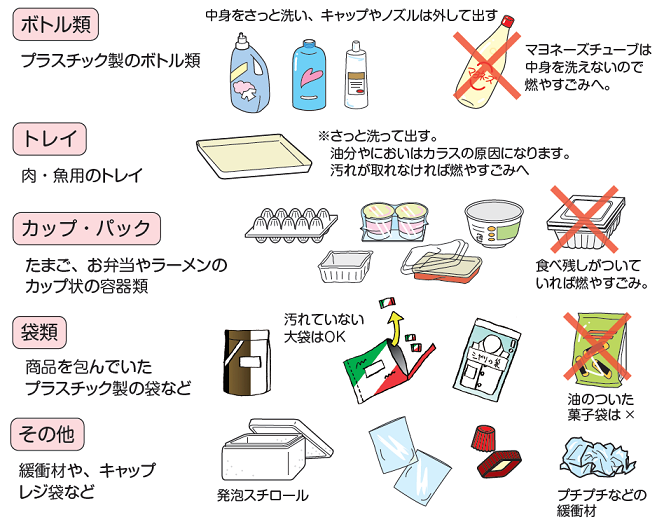 ボトル類
中身をさっと洗い、キャップやノズルは外して出す
プラスチック製のボトル類
マヨネーズ
マヨネーズチューブは
中身を洗えないので
燃やすごみへ。
トレイ
肉・魚用のトレイ
※さっと洗って出す。
油分やにおいはカラスの原因になります。
汚れが取れなければ燃やすごみへ
カップ・パック
たまご、お弁当やラーメンの
カップ状の容器類
食べ残しがついて
いれば燃やすごみ。
袋類
商品を包んでいた
プラスチック製の袋など
汚れていない
大袋はOK
油のついた
菓子袋は×
その他
緩衝材や、キャップ
レジ袋など
発泡スチロール
プチプチなどの
緩衝材